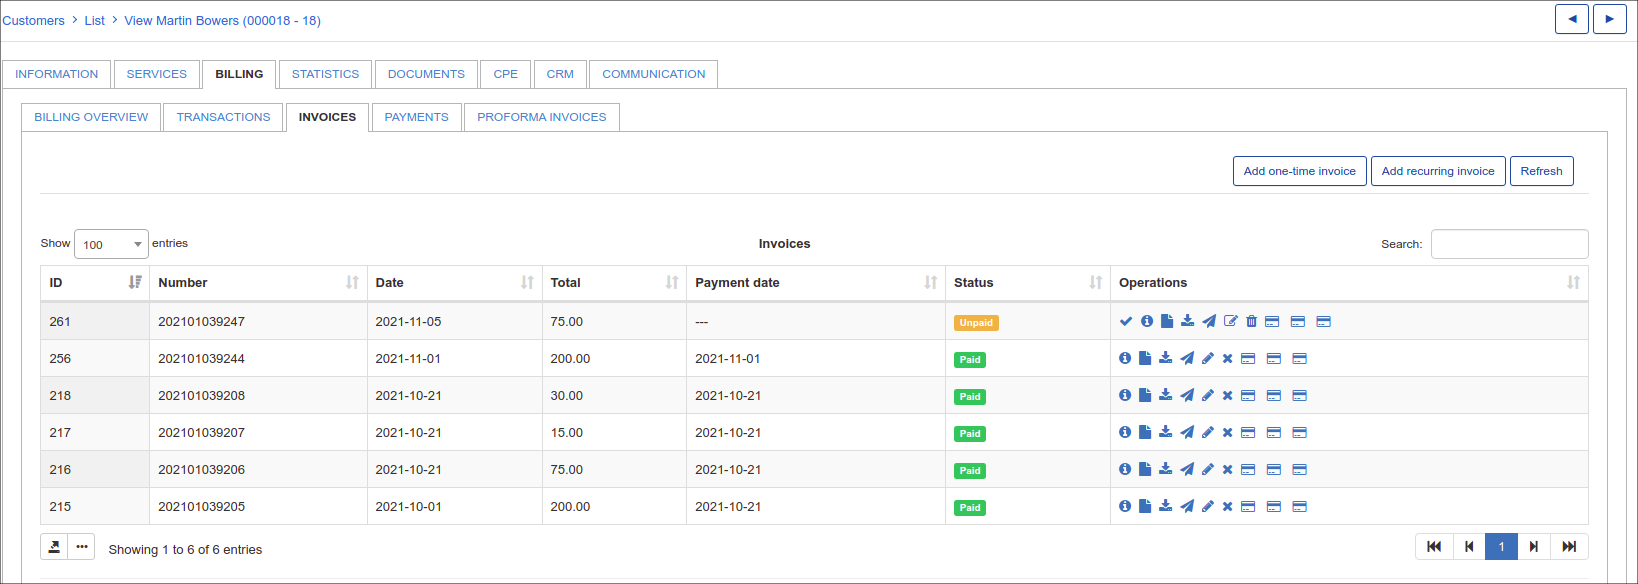 Customers > List > View Martin Bowers (000018 - 18)
INFORMATION SERVICES BILLING STATISTICS DOCUMENTS CPE CRM COMMUNICATION
BILLING OVERVIEW TRANSACTIONS INVOICES PAYMENTS PROFORMA INVOICES
Add one-time invoice Add recurring invoice Refresh
Show 100 entries Invoices Search:
ID Number Date Total Payment date Status Operations
261 202101039247 2021-11-05 75.00 --- Unpaid
256 202101039244 2021-11-01 200.00 2021-11-01 Paid
218 202101039208 2021-10-21 30.00 2021-10-21 Paid
217 202101039207 2021-10-21 15.00 2021-10-21 Paid
216 202101039206 2021-10-21 75.00 2021-10-21 Paid
215 202101039205 2021-10-01 200.00 2021-10-21 Paid
Showing 1 to 6 of 6 entries 1